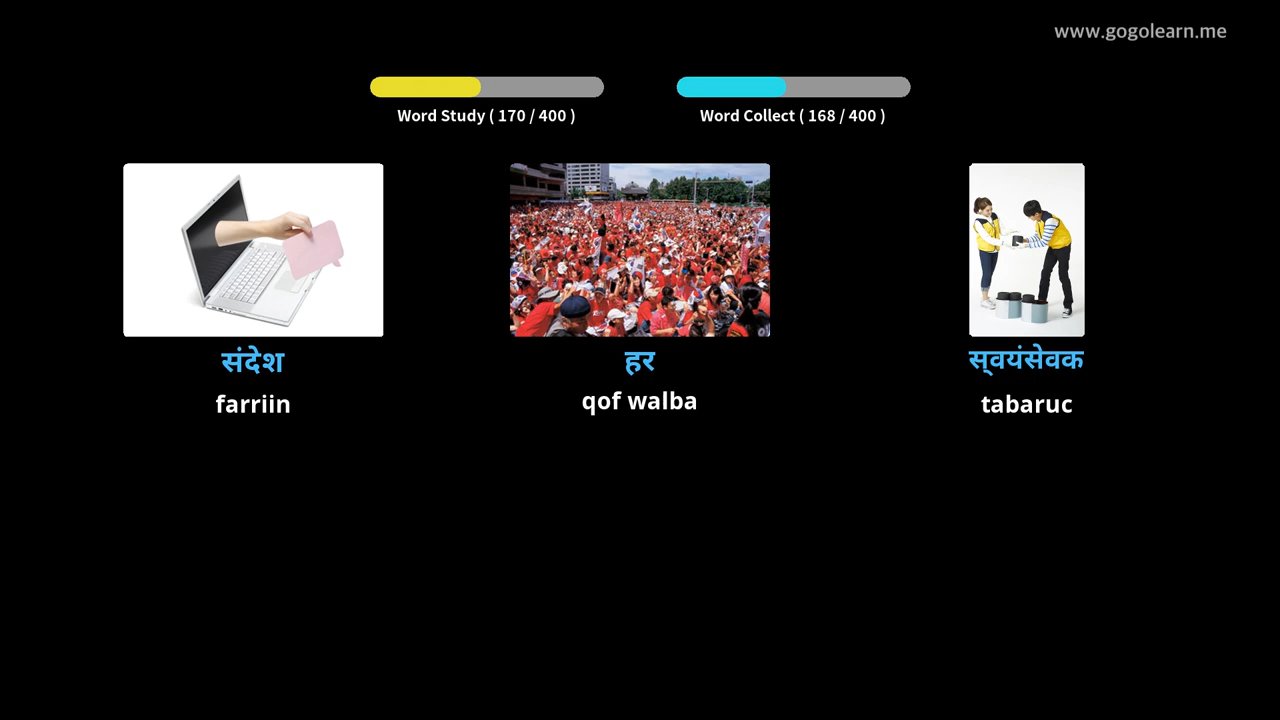 www.gogolearn.me
Word Study ( 170 / 400 )
Word Collect ( 168 / 400 )
संदेश
हर
स्वयंसेवक
farriin
qof walba
tabaruc